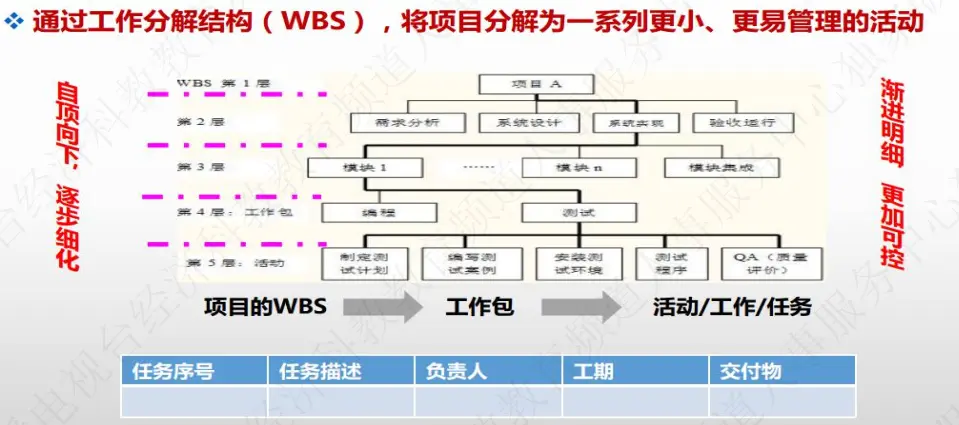 通过工作分解结构（WBS），将项目分解为一系列更小、更易管理的活动
自顶向下，逐步细化
渐进明细 更加可控
WBS 第 1 层
项目 A
第 2 层
需求分析 系统设计 系统实现 验收运行
第 3 层
模块 1 …… 模块 n 模块集成
第 4 层：工作包
编程 测试
第 5 层：活动
制定测试计划 编写测试案例 安装测试环境 测试程序 QA（质量评价）
项目的WBS 工作包 活动/工作/任务
任务序号 任务描述 负责人 工期 交付物